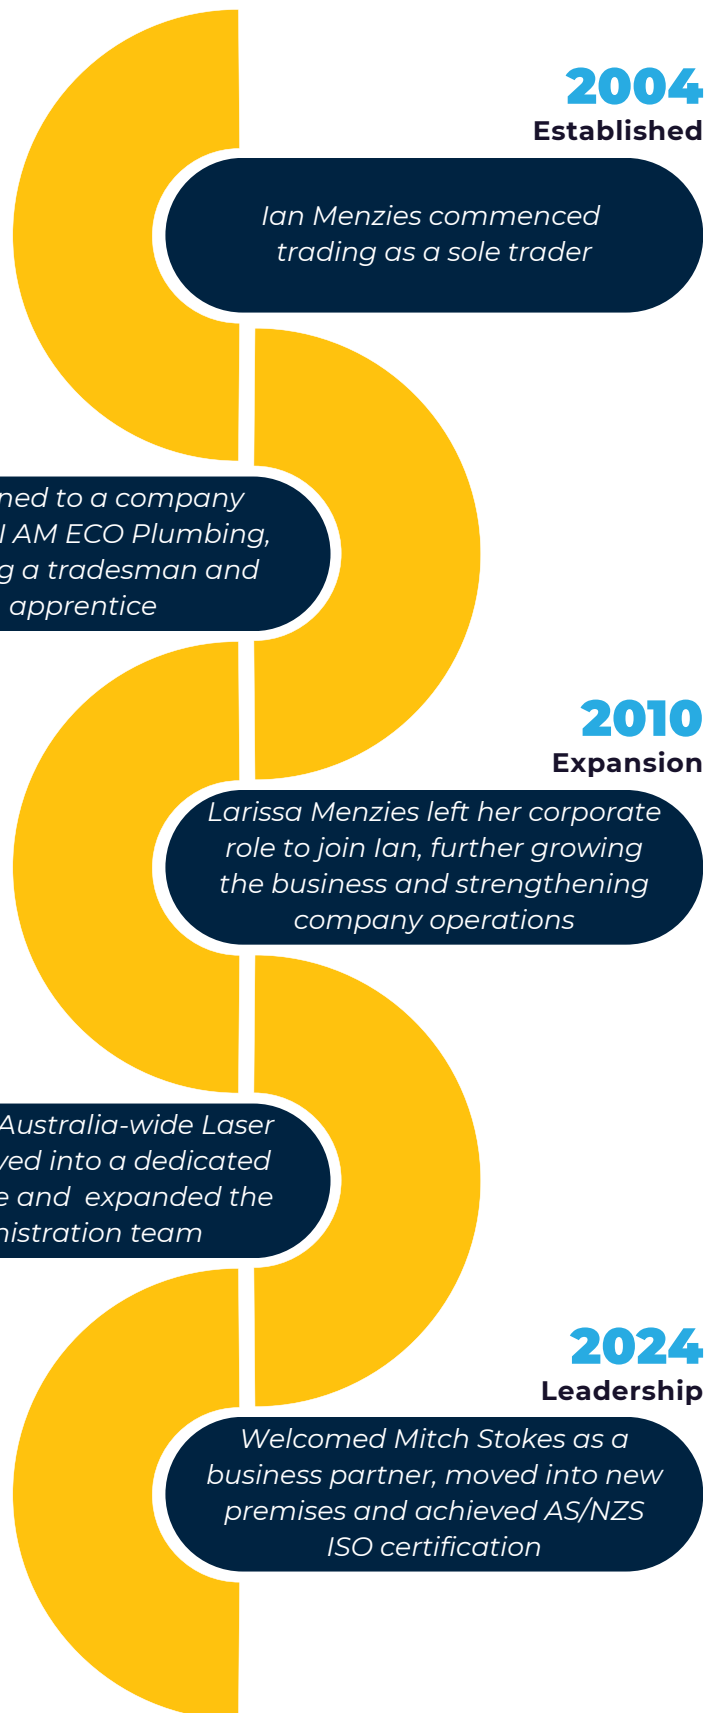 2004
Established
Ian Menzies commenced
trading as a sole trader
to a company
I AM ECO Plumbing,
a tradesman and
apprentice
2010
Expansion
Larissa Menzies left her corporate
role to join Ian, further growing
the business and strengthening
company operations
Australia-wide Laser
into a dedicated
and expanded the
team
2024
Leadership
Welcomed Mitch Stokes as a
business partner, moved into new
premises and achieved AS/NZS
ISO certification